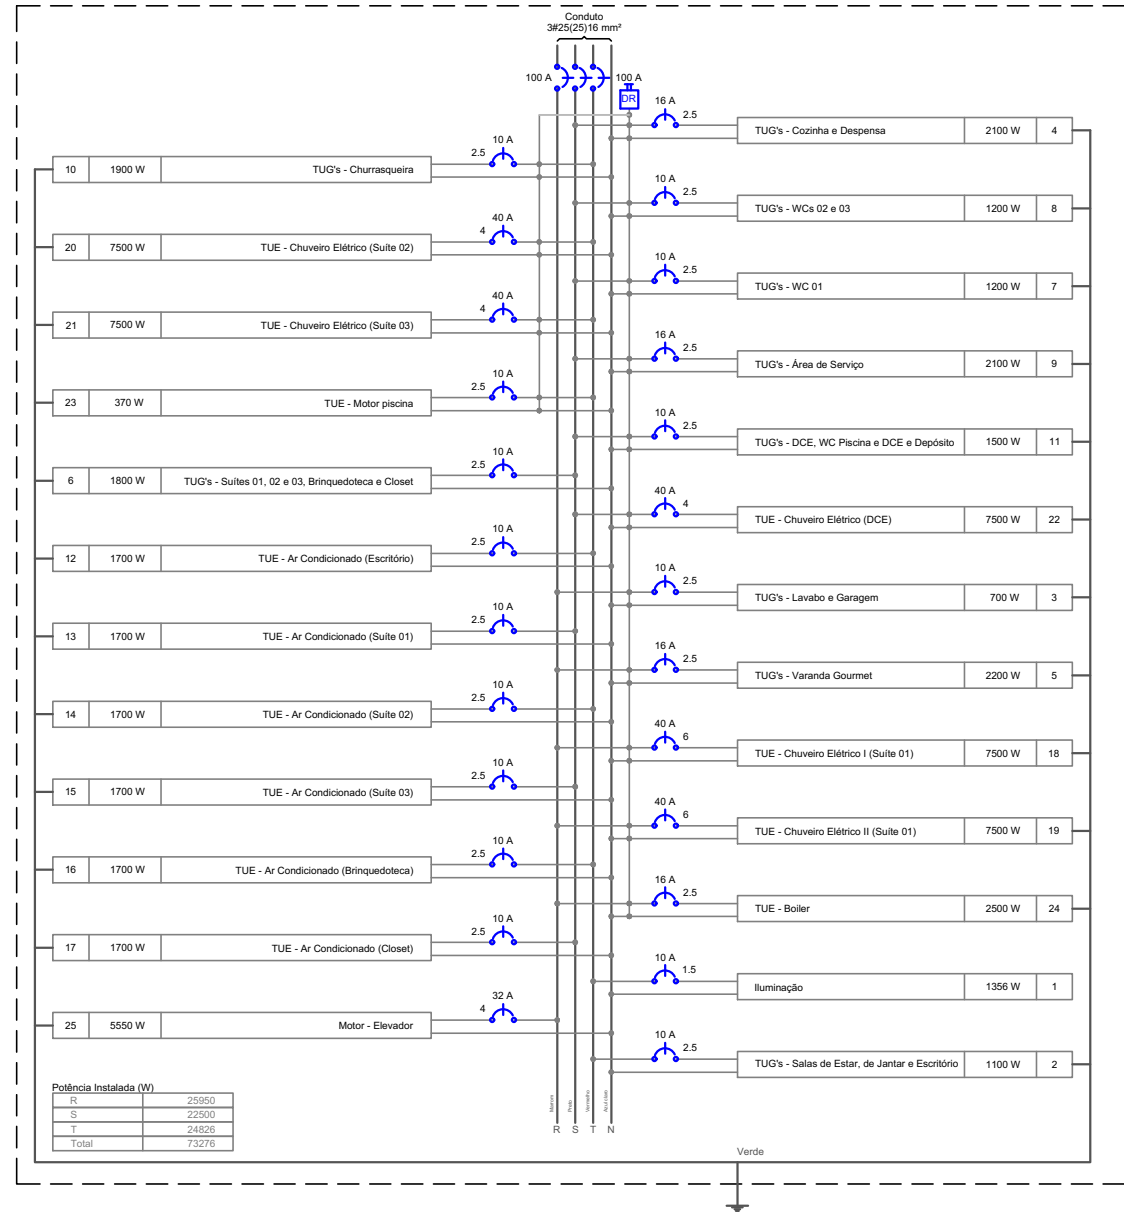 Conduto
3#25(25)16 mm²
100 A
100 A
DR
10 A
2.5
10 1900 W TUG's - Churrasqueira
40 A
4
20 7500 W TUE - Chuveiro Elétrico (Suíte 02)
40 A
4
21 7500 W TUE - Chuveiro Elétrico (Suíte 03)
10 A
2.5
23 370 W TUE - Motor piscina
10 A
2.5
6 1800 W TUG's - Suítes 01, 02 e 03, Brinquedoteca e Closet
10 A
2.5
12 1700 W TUE - Ar Condicionado (Escritório)
10 A
2.5
13 1700 W TUE - Ar Condicionado (Suíte 01)
10 A
2.5
14 1700 W TUE - Ar Condicionado (Suíte 02)
10 A
2.5
15 1700 W TUE - Ar Condicionado (Suíte 03)
10 A
2.5
16 1700 W TUE - Ar Condicionado (Brinquedoteca)
10 A
2.5
17 1700 W TUE - Ar Condicionado (Closet)
32 A
4
25 5550 W Motor - Elevador
16 A
2.5
TUG's - Cozinha e Despensa 2100 W 4
10 A
2.5
TUG's - WCs 02 e 03 1200 W 8
10 A
2.5
TUG's - WC 01 1200 W 7
16 A
2.5
TUG's - Área de Serviço 2100 W 9
10 A
2.5
TUG's - DCE, WC Piscina e DCE e Depósito 1500 W 11
40 A
4
TUE - Chuveiro Elétrico (DCE) 7500 W 22
10 A
2.5
TUG's - Lavabo e Garagem 700 W 3
16 A
2.5
TUG's - Varanda Gourmet 2200 W 5
40 A
6
TUE - Chuveiro Elétrico I (Suíte 01) 7500 W 18
40 A
6
TUE - Chuveiro Elétrico II (Suíte 01) 7500 W 19
16 A
2.5
TUE - Boiler 2500 W 24
10 A
1.5
Iluminação 1356 W 1
10 A
2.5
TUG's - Salas de Estar, de Jantar e Escritório 1100 W 2
Potência Instalada (W)
R 25950
S 22500
T 24826
Total 73276
Marrom
Preto
Vermelho
Azul claro
R S T N
Verde